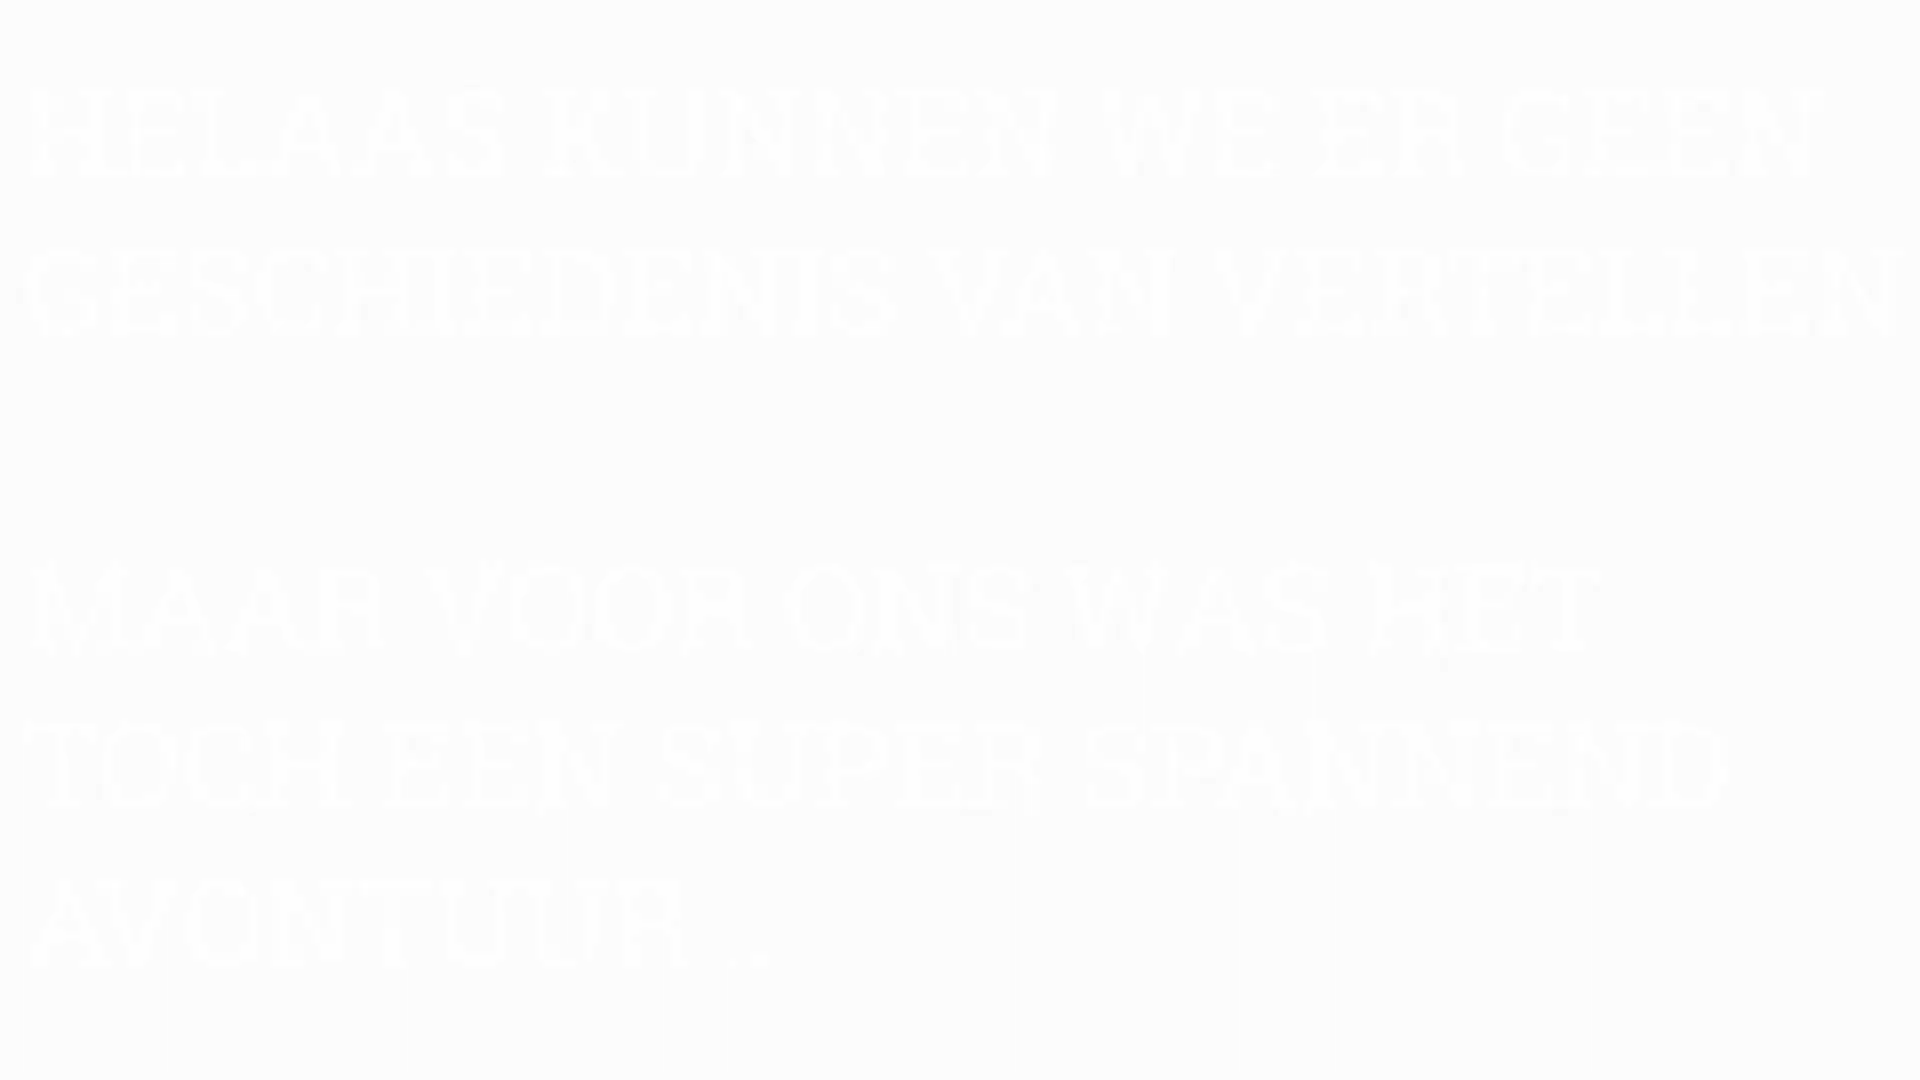 HELAAS KUNNEN WE ER GEEN
GESCHIEDENIS VAN VERTELLEN
MAAR VOOR ONS WAS HET
TOCH EEN SUPER SPANNEND
AVONTUUR...